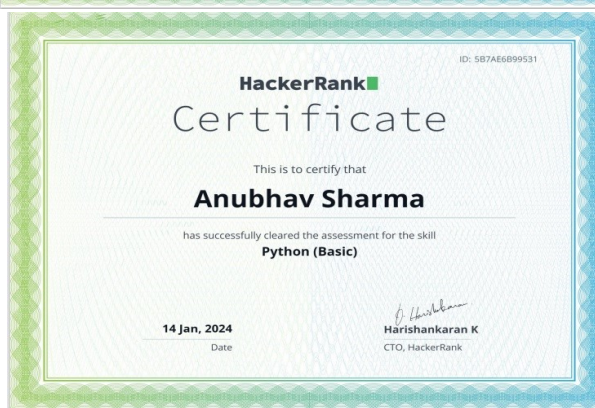 ID: 5B7AE6B99531
HackerRank
Certificate
This is to certify that
Anubhav Sharma
has successfully cleared the assessment for the skill
Python (Basic)
14 Jan, 2024
Date
Harishankaran K
CTO, HackerRank